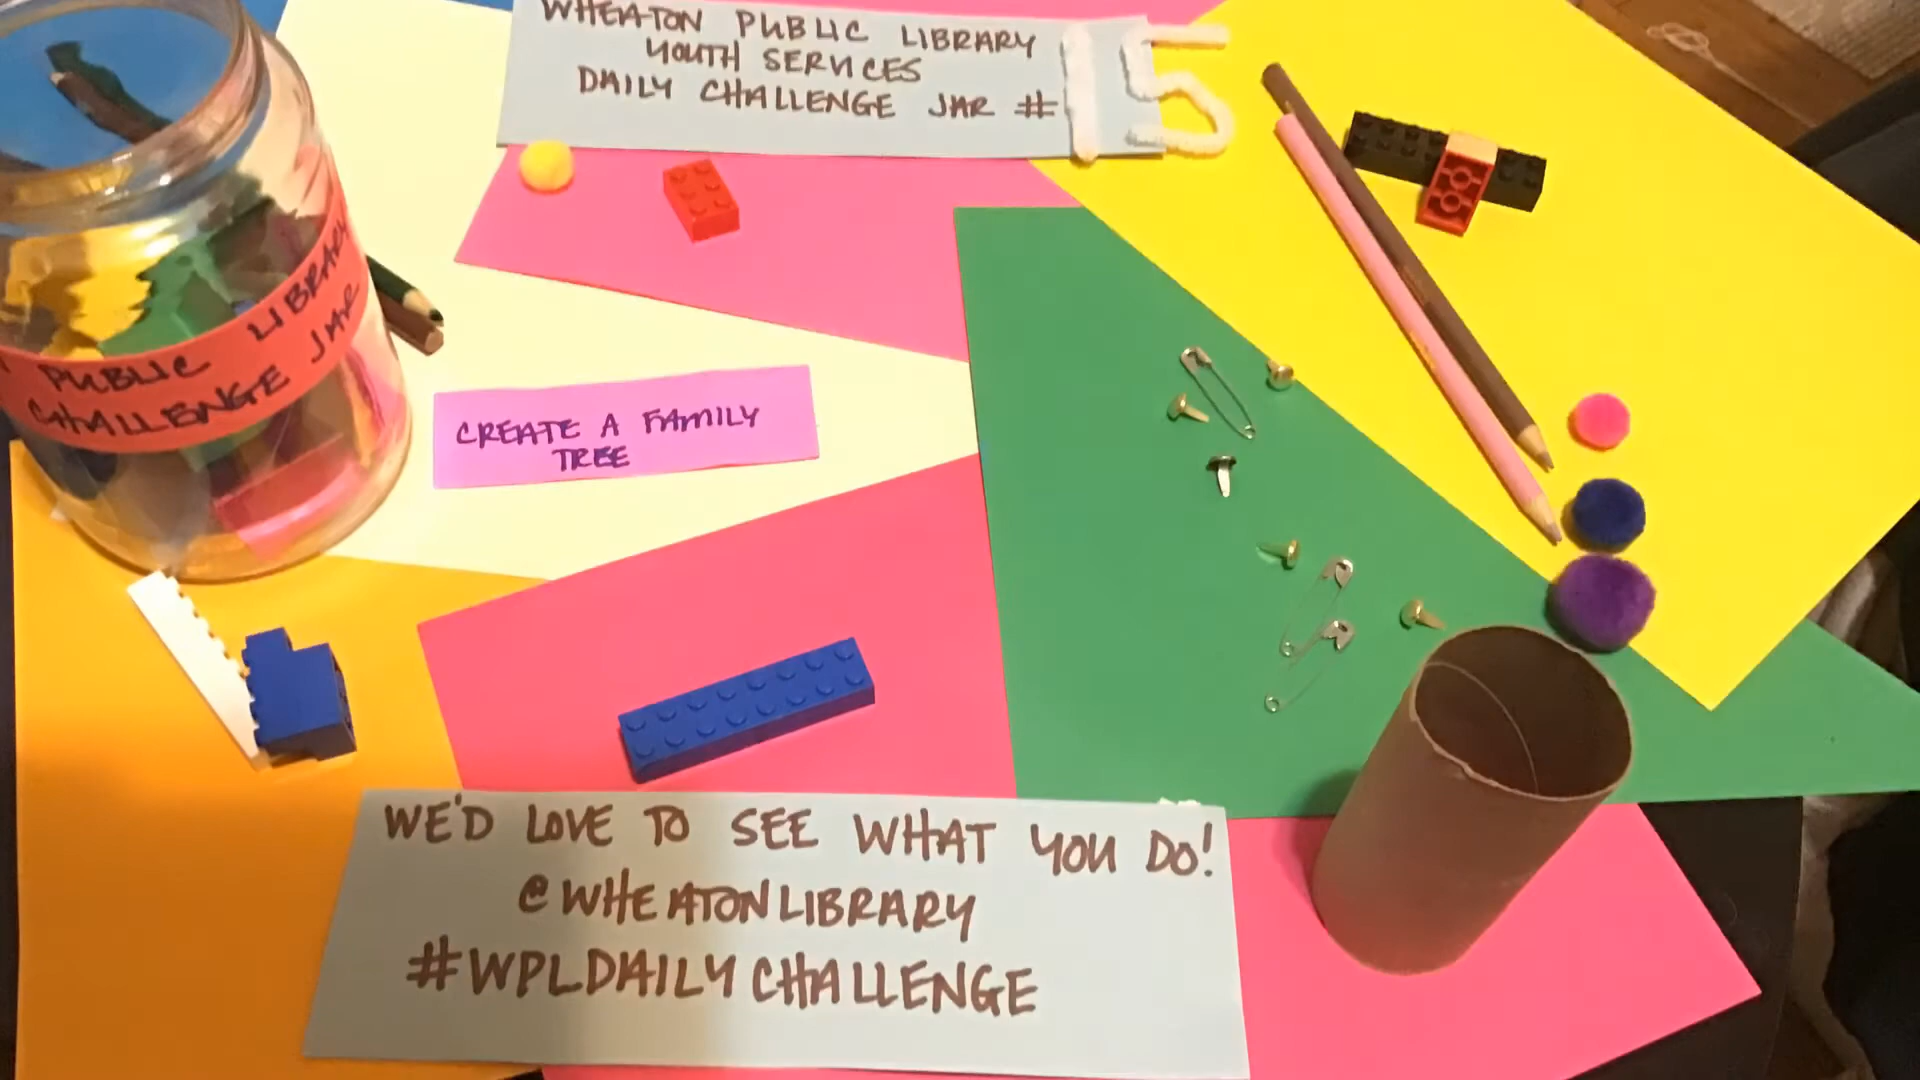 WHEATON PUBLIC LIBRARY
YOUTH SERVICES
DAILY CHALLENGE JAR #15
PUBLIC LIBRARY
CHALLENGE JAR
CREATE A FAMILY
TREE
WE'D LOVE TO SEE WHAT YOU DO!
@WHEATONLIBRARY
#WPLDAILYCHALLENGE